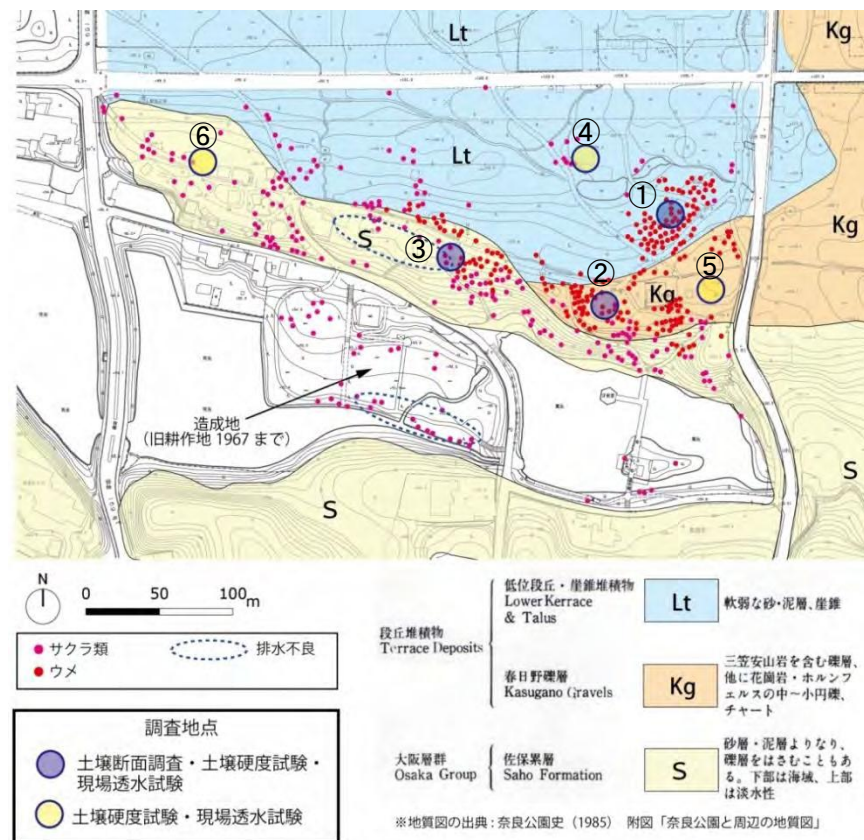 Lt
Kg
⑥
④
Lt
①
Kg
S
③
②
⑤
Kg
造成地
(旧耕作地 1967 まで)
S
S
N
0 50 100m
サクラ類
排水不良
ウメ
調査地点
土壌断面調査・土壌硬度試験・
現場透水試験
土壌硬度試験・現場透水試験
段丘堆積物
Terrace Deposits
低位段丘・崖錐堆積物
Lower Kerrace
& Talus
Lt
軟弱な砂・泥層、崖錐
春日野礫層
Kasugano Gravels
Kg
三笠安山岩を含む礫層、
他に花崗岩・ホルンフ
ェルスの中〜小円礫、
チャート
大阪層群
Osaka Group
佐保累層
Saho Formation
S
砂層・泥層よりなり、
礫層をはさむこともあ
る。下部は海域、上部
は淡水性
※地質図の出典：奈良公園史（1985） 附図「奈良公園と周辺の地質図」